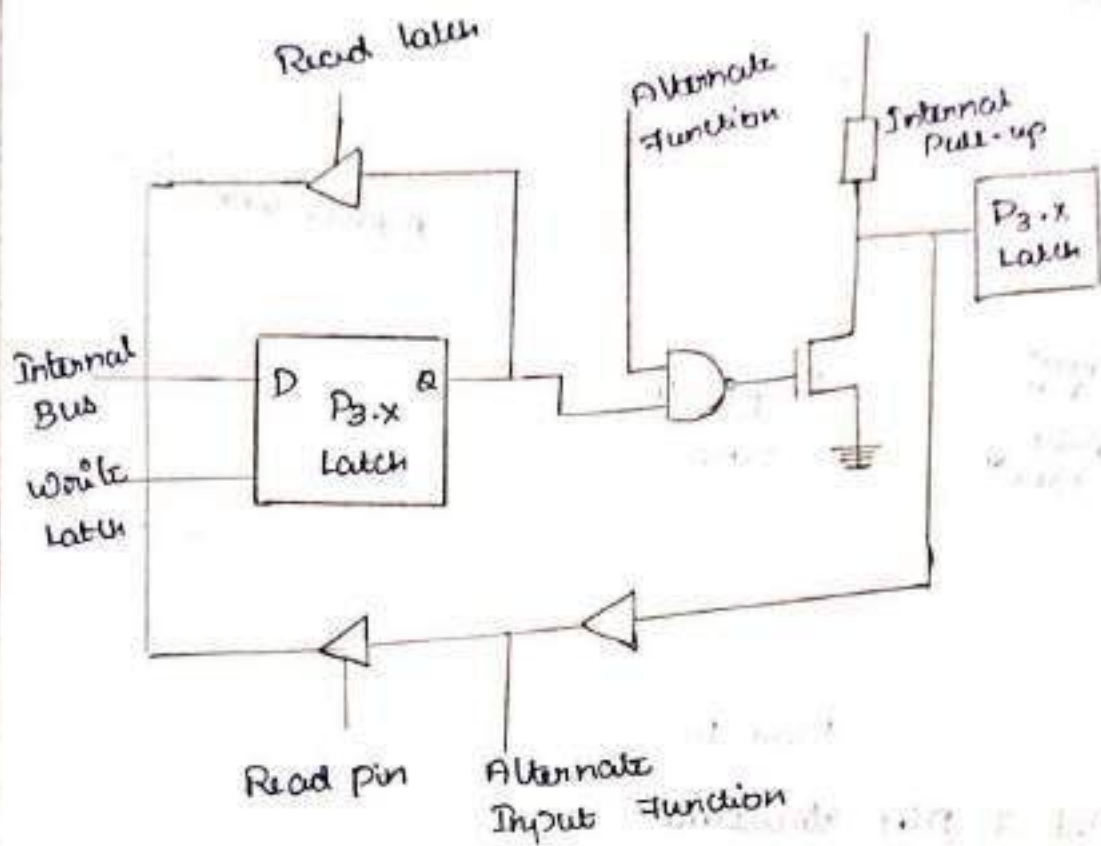 Read latch
Alternate
Function
Internal
Pull-up
P3.x
Latch
Internal
Bus
D
Q
P3.x
Latch
Write
Latch
Read pin
Alternate
Input Function